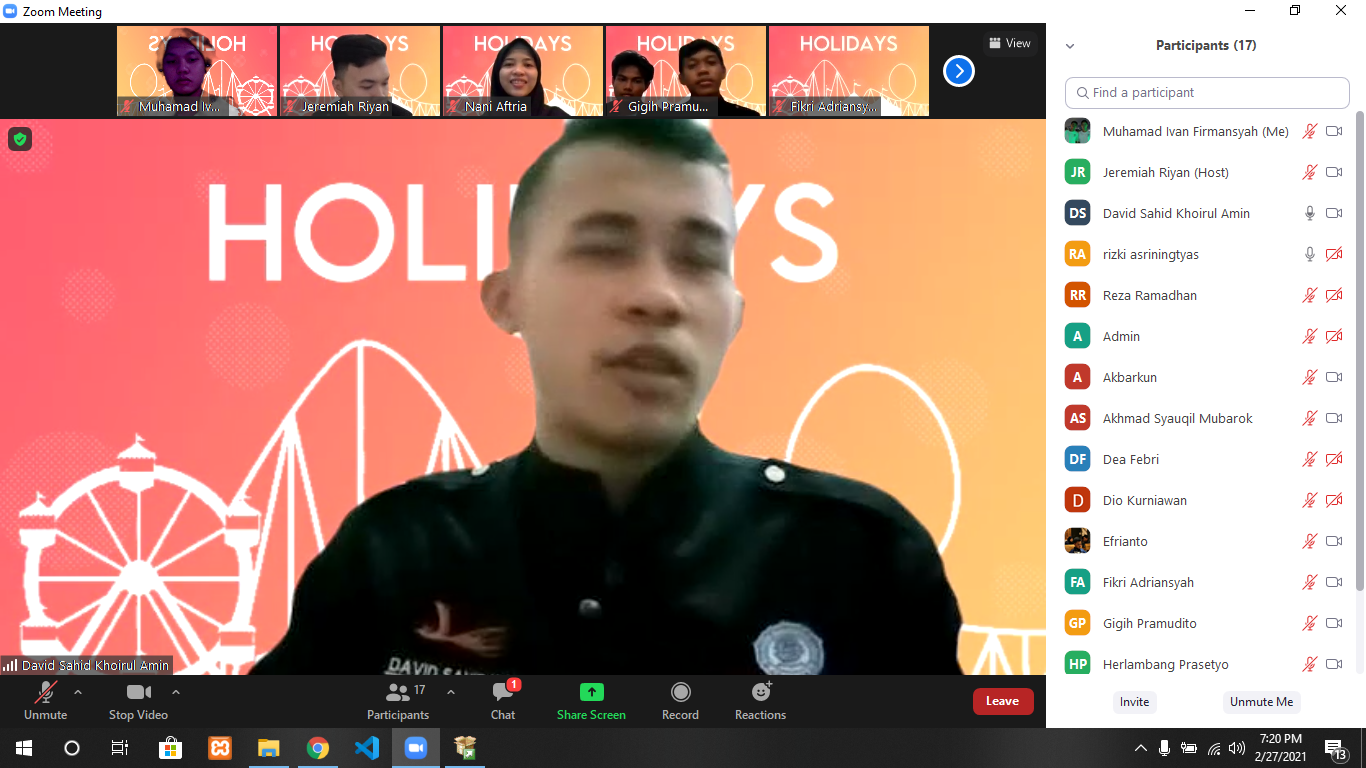 Zoom Meeting
HOLIDAYS
Muhamad Iv...
HOLIDAYS
Jeremiah Riyan
HOLIDAYS
Nani Aftria
HOLIDAYS
Gigih Pramu...
HOLIDAYS
Fikri Adriansy...
View
HOLIDAYS
DAVID
David Sahid Khoirul Amin
Participants (17)
Find a participant
Muhamad Ivan Firmansyah (Me)
JR Jeremiah Riyan (Host)
DS David Sahid Khoirul Amin
RA rizki asriningtyas
RR Reza Ramadhan
A Admin
A Akbarkun
AS Akhmad Syauqil Mubarok
DF Dea Febri
D Dio Kurniawan
Efrianto
FA Fikri Adriansyah
GP Gigih Pramudito
HP Herlambang Prasetyo
Invite
Unmute Me
Unmute
Stop Video
17
Participants
1
Chat
Share Screen
Record
Reactions
Leave
7:20 PM
2/27/2021
13